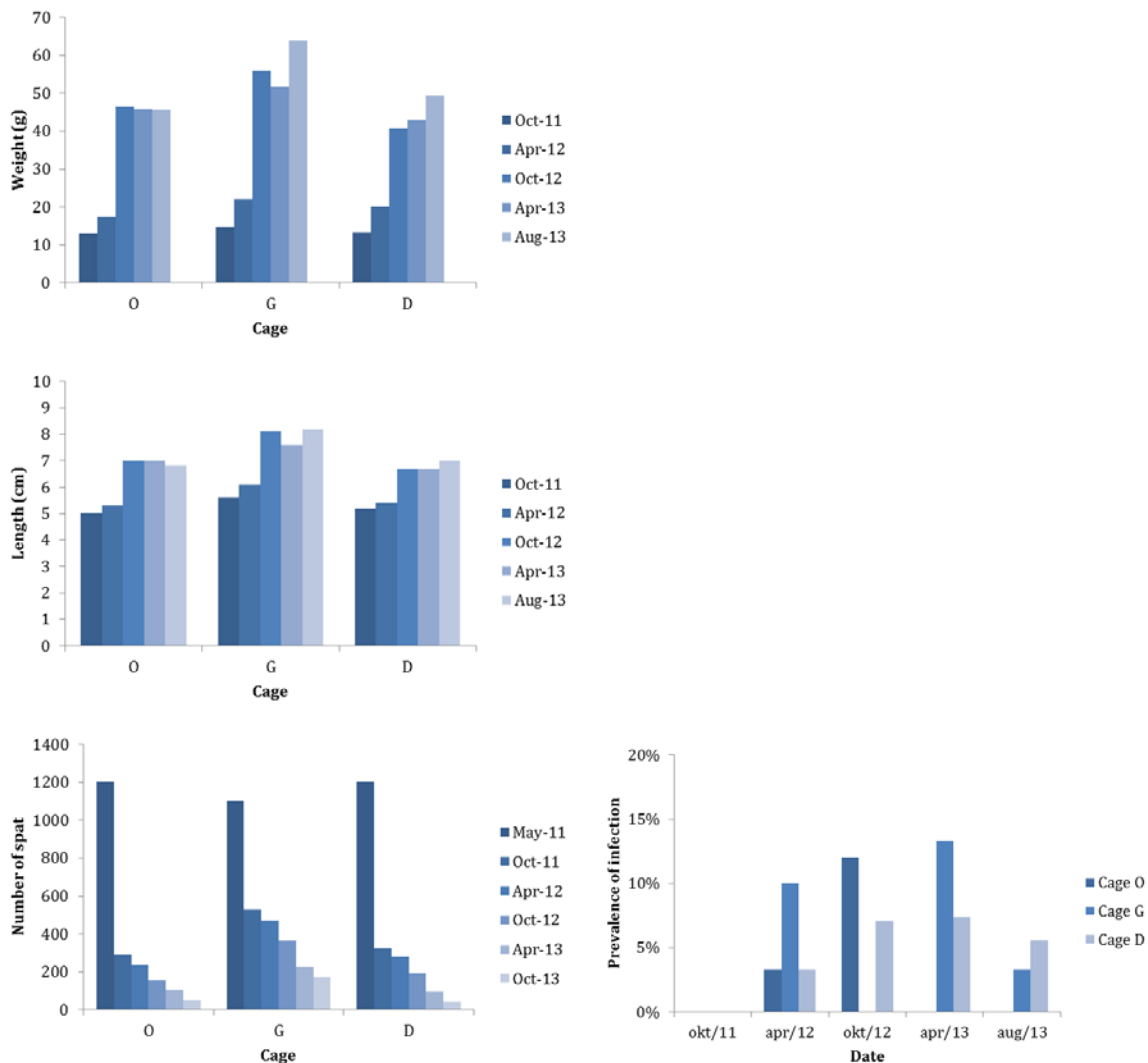 70
60
50
40
30
20
10
0
Weight (g)
O G D
Cage
Oct-11
Apr-12
Oct-12
Apr-13
Aug-13
10
9
8
7
6
5
4
3
2
1
0
Length (cm)
O G D
Cage
Oct-11
Apr-12
Oct-12
Apr-13
Aug-13
1400
1200
1000
800
600
400
200
0
Number of spat
O G D
Cage
May-11
Oct-11
Apr-12
Oct-12
Apr-13
Oct-13
20%
15%
10%
5%
0%
Prevalence of infection
okt/11 apr/12 okt/12 apr/13 aug/13
Date
Cage O
Cage G
Cage D